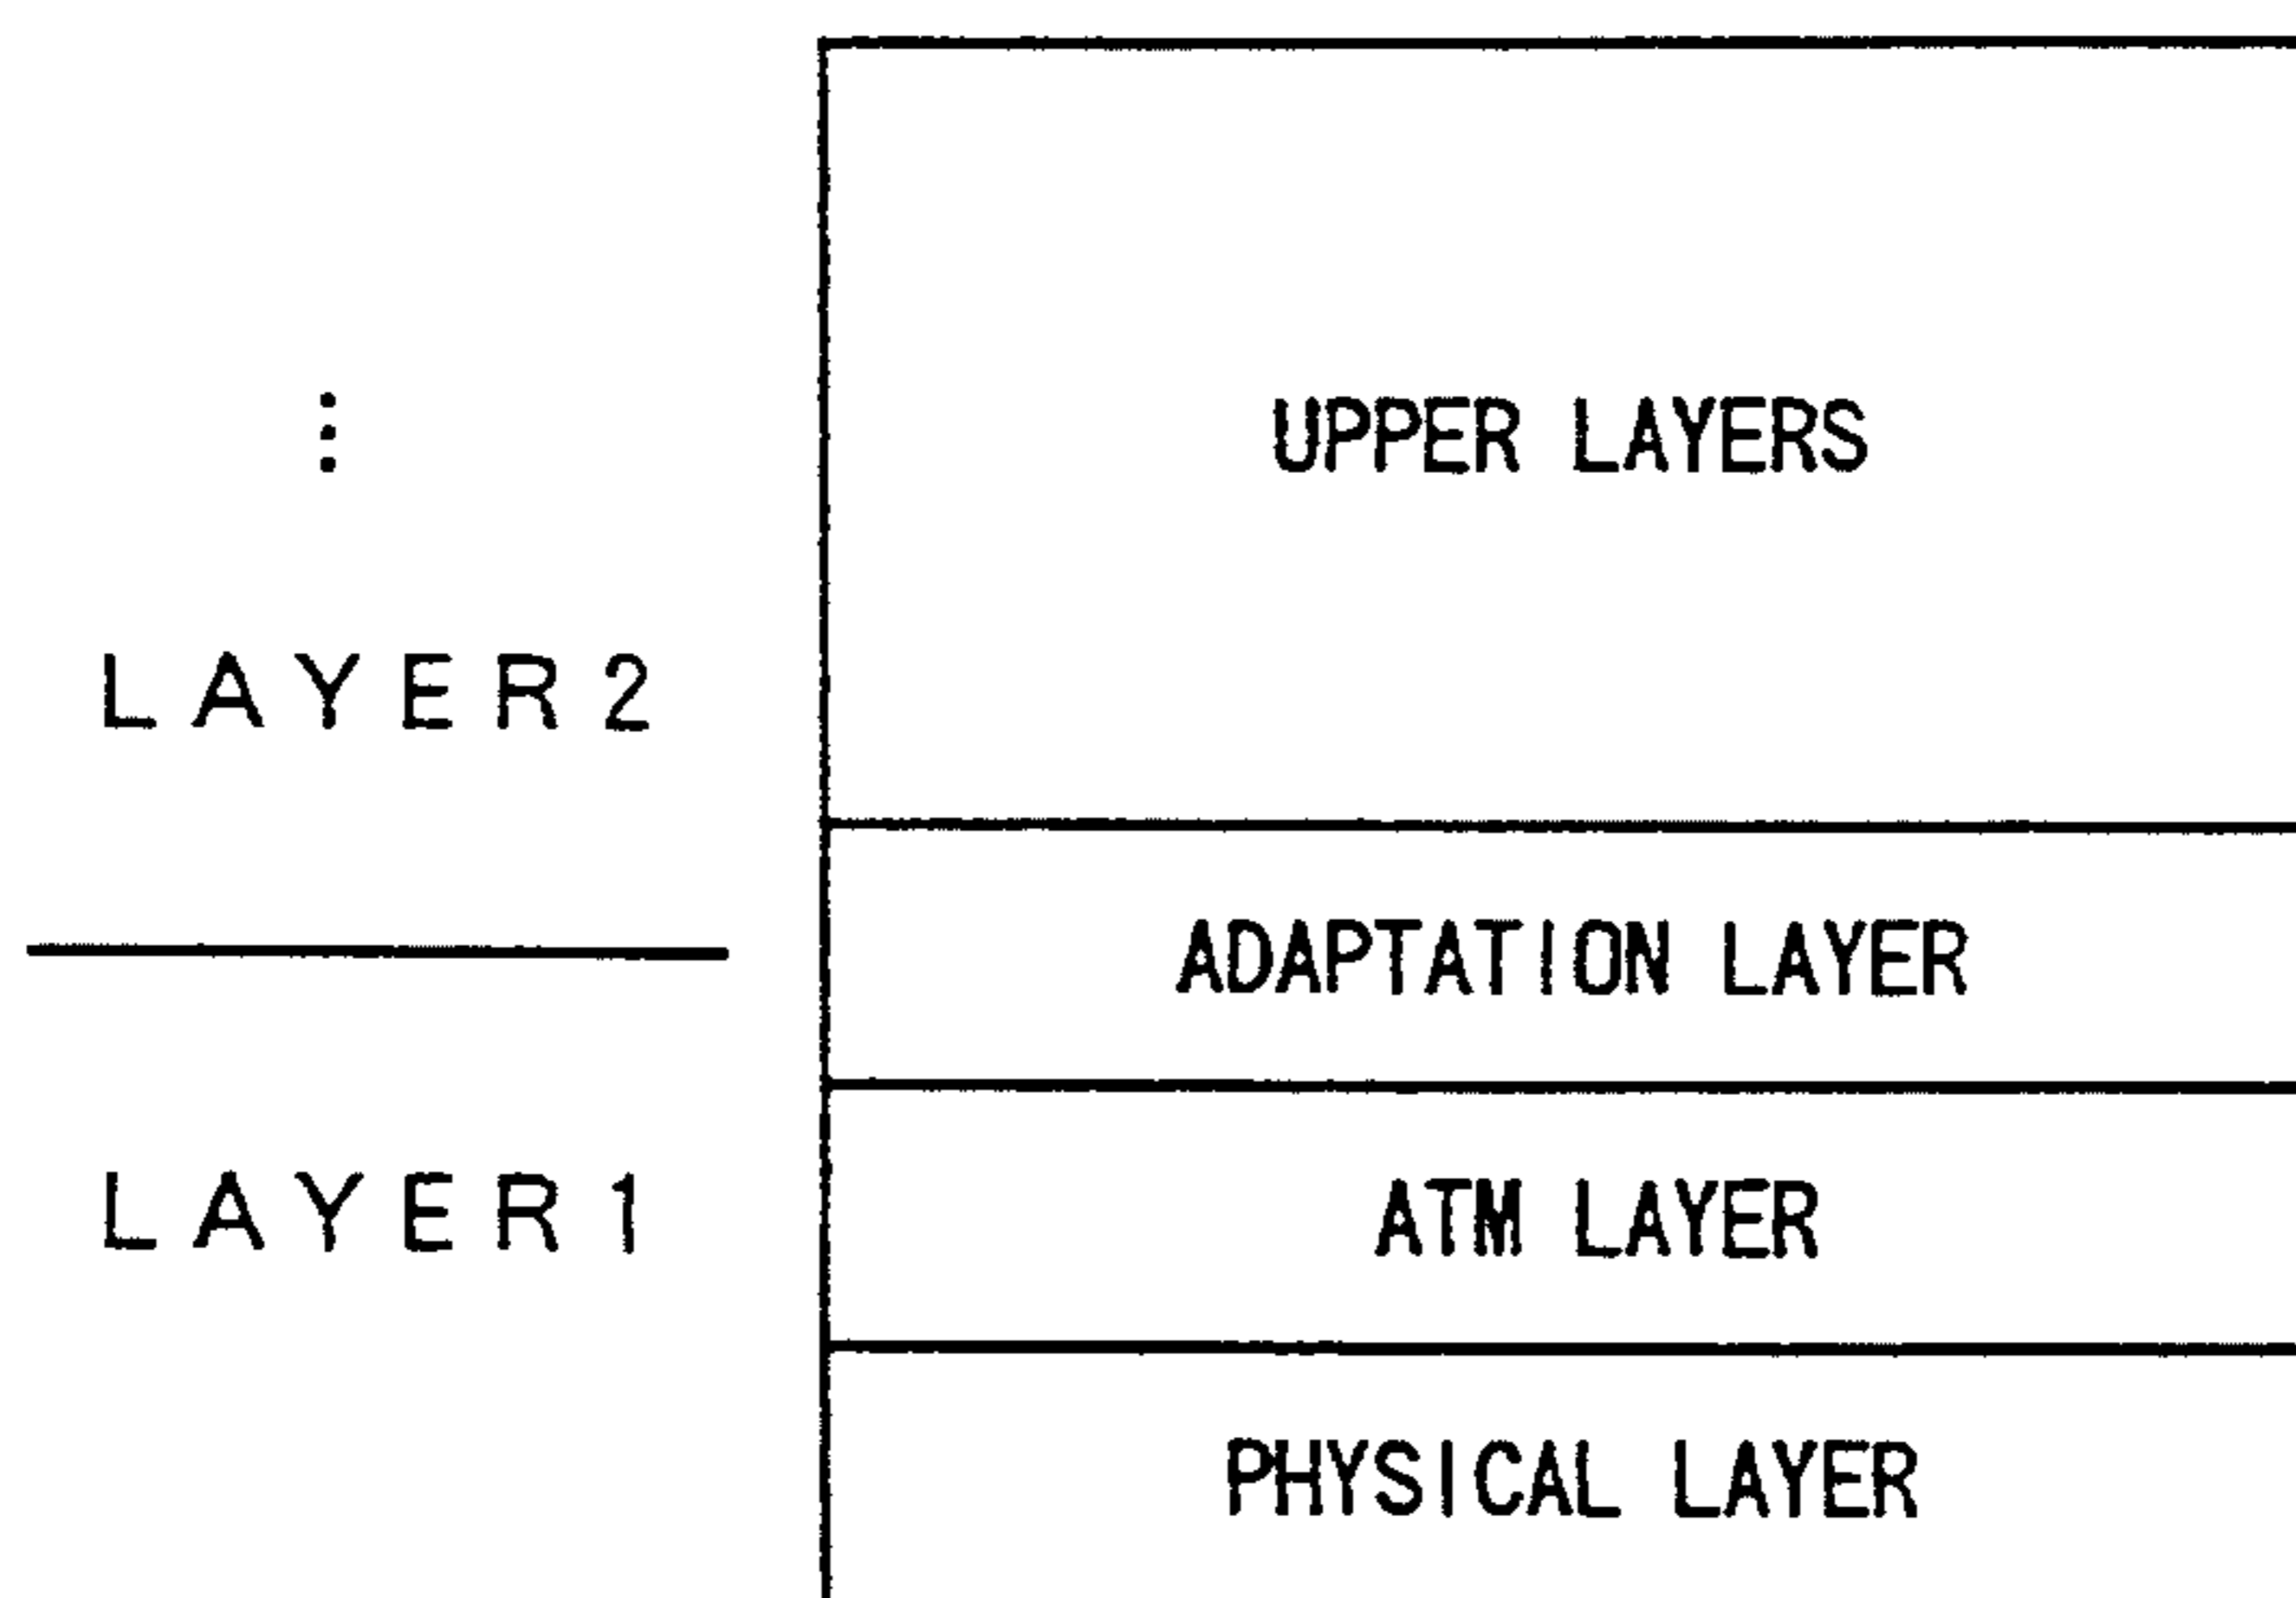 UPPER LAYERS
LAYER2
ADAPTATION LAYER
LAYER1
ATM LAYER
PHYSICAL LAYER